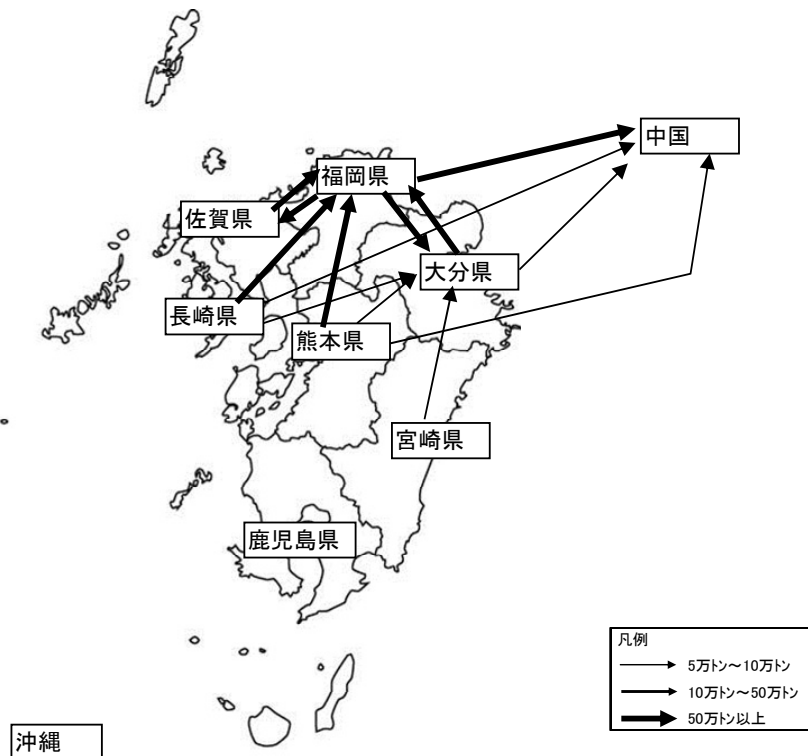 中国
福岡県
佐賀県
大分県
長崎県
熊本県
宮崎県
鹿児島県
凡例
5万トン～10万トン
10万トン～50万トン
50万トン以上
沖縄